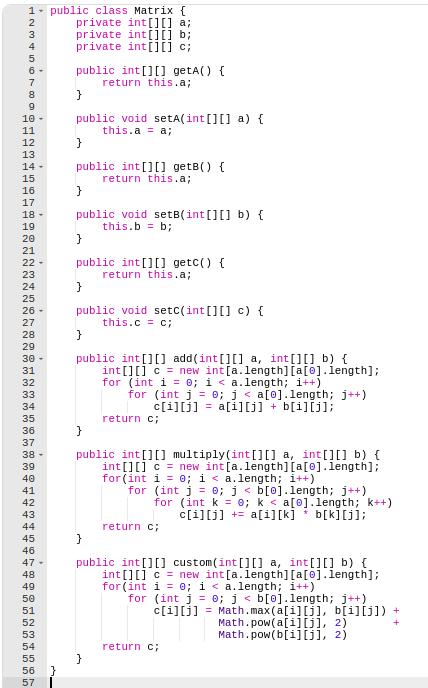 1 public class Matrix {
2     private int[][] a;
3     private int[][] b;
4     private int[][] c;
5
6     public int[][] getA() {
7         return this.a;
8     }
9
10     public void setA(int[][] a) {
11         this.a = a;
12     }
13
14     public int[][] getB() {
15         return this.a;
16     }
17
18     public void setB(int[][] b) {
19         this.b = b;
20     }
21
22     public int[][] getC() {
23         return this.a;
24     }
25
26     public void setC(int[][] c) {
27         this.c = c;
28     }
29
30     public int[][] add(int[][] a, int[][] b) {
31         int[][] c = new int[a.length][a[0].length];
32         for (int i = 0; i < a.length; i++)
33             for (int j = 0; j < a[0].length; j++)
34                 c[i][j] = a[i][j] + b[i][j];
35         return c;
36     }
37
38     public int[][] multiply(int[][] a, int[][] b) {
39         int[][] c = new int[a.length][a[0].length];
40         for(int i = 0; i < a.length; i++)
41             for (int j = 0; j < b[0].length; j++)
42                 for (int k = 0; k < a[0].length; k++)
43                     c[i][j] += a[i][k] * b[k][j];
44         return c;
45     }
46
47     public int[][] custom(int[][] a, int[][] b) {
48         int[][] c = new int[a.length][a[0].length];
49         for(int i = 0; i < a.length; i++)
50             for (int j = 0; j < b[0].length; j++)
51                 c[i][j] = Math.max(a[i][j], b[i][j]) +
52                           Math.pow(a[i][j], 2)       +
53                           Math.pow(b[i][j], 2)
54         return c;
55     }
56 }
57